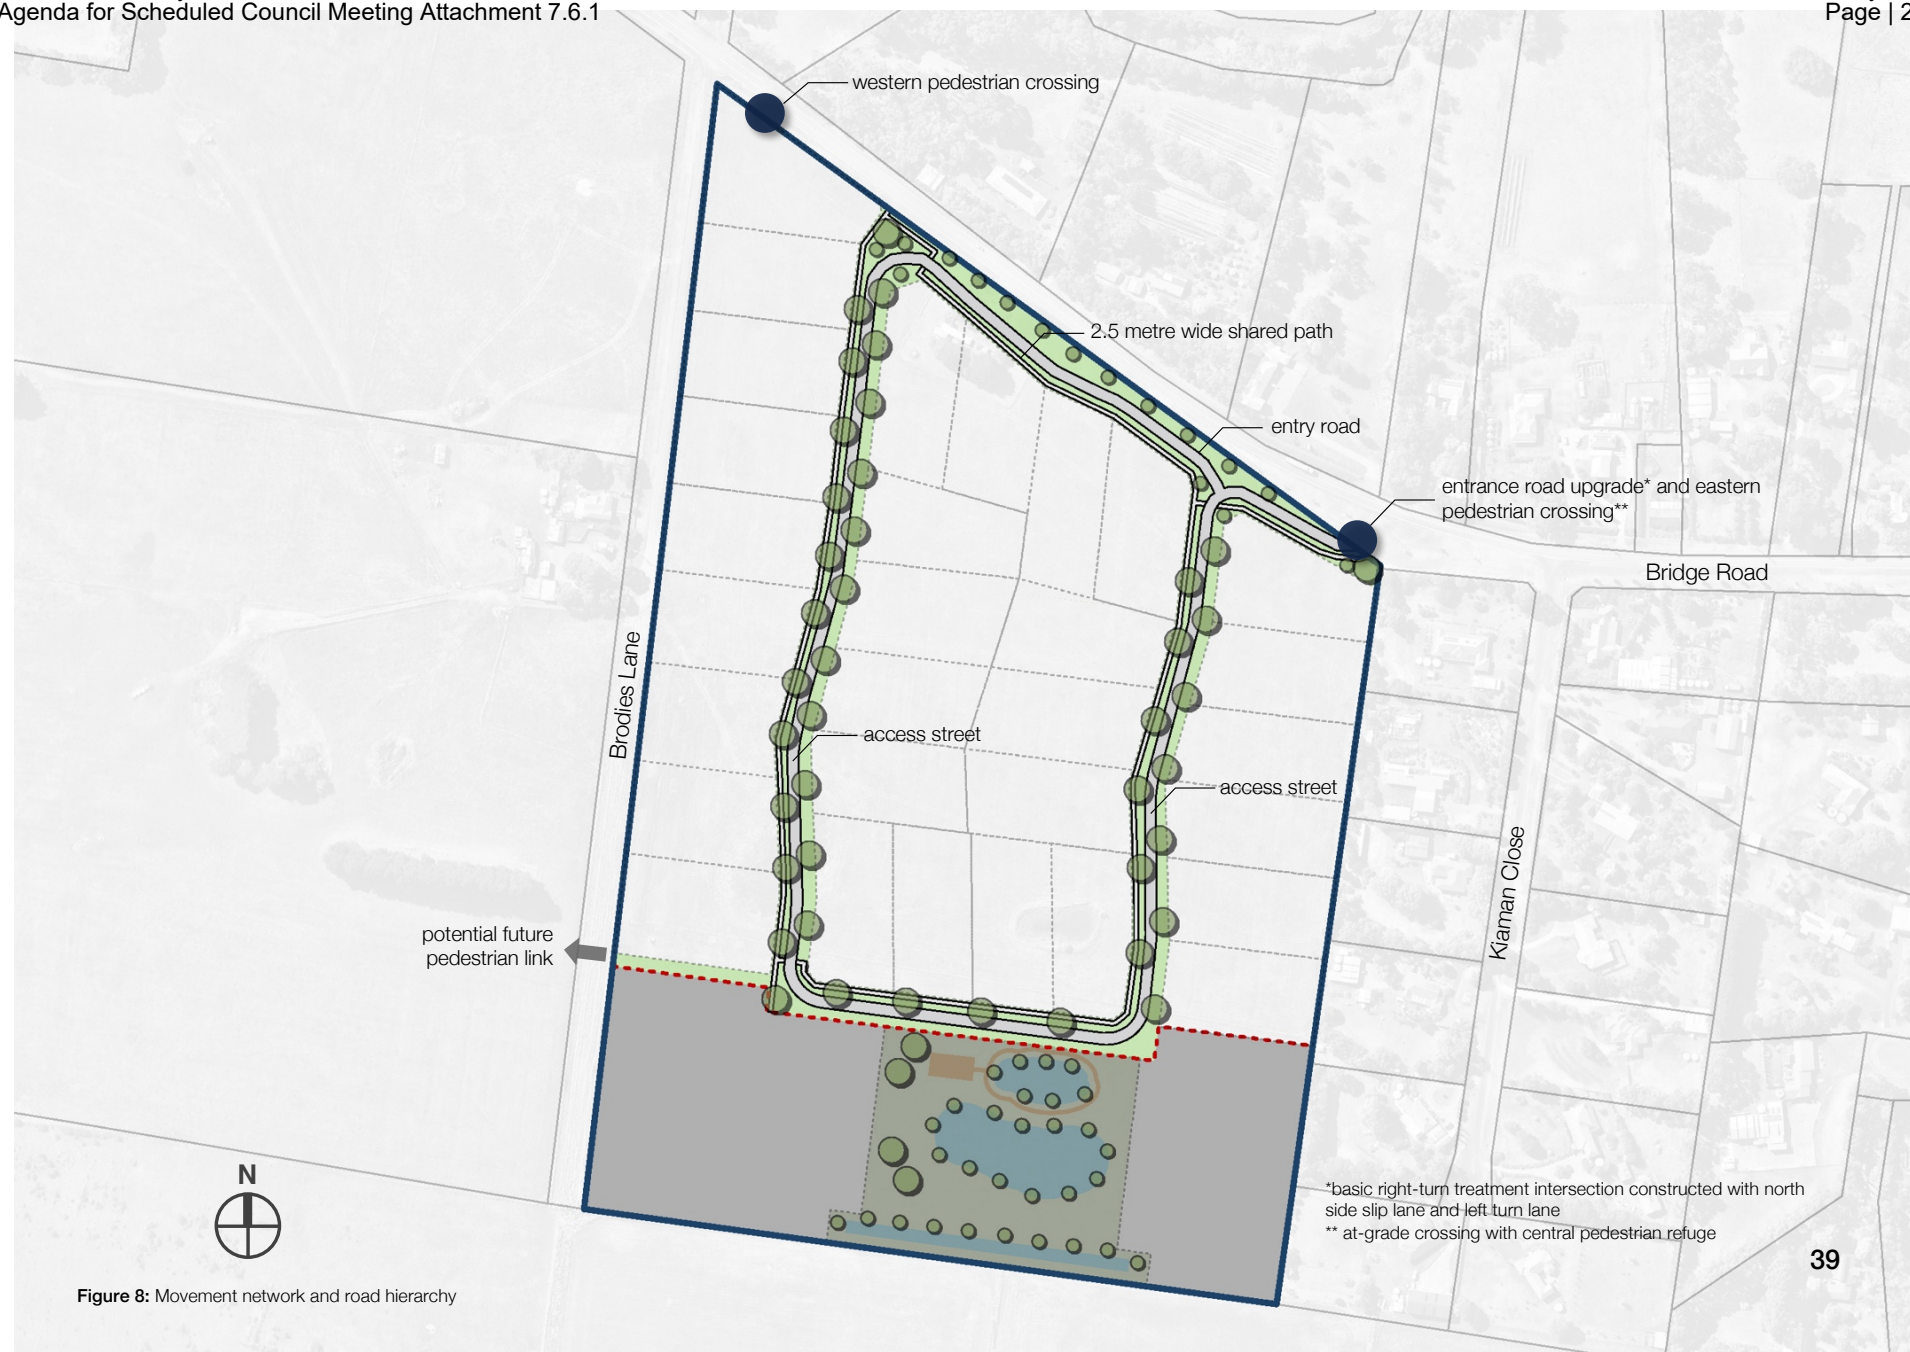 Agenda for Scheduled Council Meeting Attachment 7.6.1
Page | 2
western pedestrian crossing
2.5 metre wide shared path
entry road
entrance road upgrade* and eastern
pedestrian crossing**
Bridge Road
Brodies Lane
access street
access street
Kiaman Close
potential future
pedestrian link
N
*basic right-turn treatment intersection constructed with north
side slip lane and left turn lane
** at-grade crossing with central pedestrian refuge
39
Figure 8: Movement network and road hierarchy